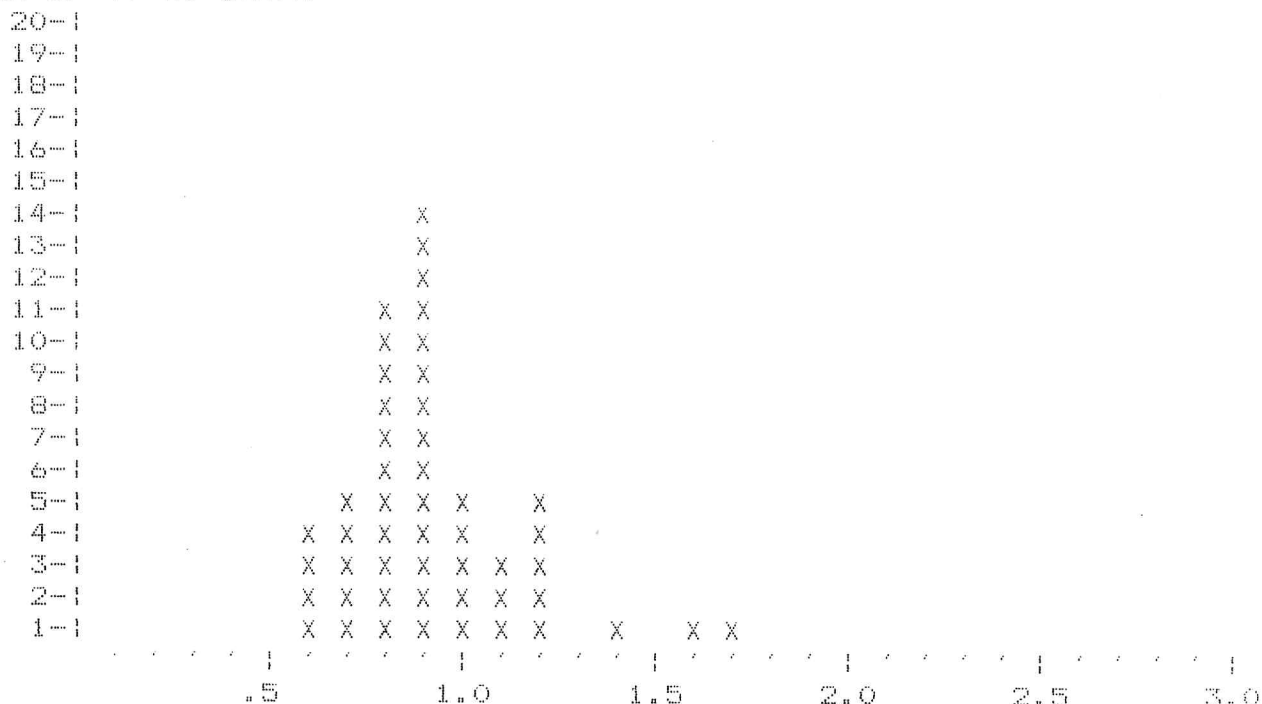 20-¦
19-¦
18-¦
17-¦
16-¦
15-¦
14-¦ X
13-¦ X
12-¦ X
11-¦ X X
10-¦ X X
9-¦ X X
8-¦ X X
7-¦ X X
6-¦ X X
5-¦ X X X X X
4-¦ X X X X X X
3-¦ X X X X X X X
2-¦ X X X X X X X
1-¦ X X X X X X X X X X
.5 1.0 1.5 2.0 2.5 3.0